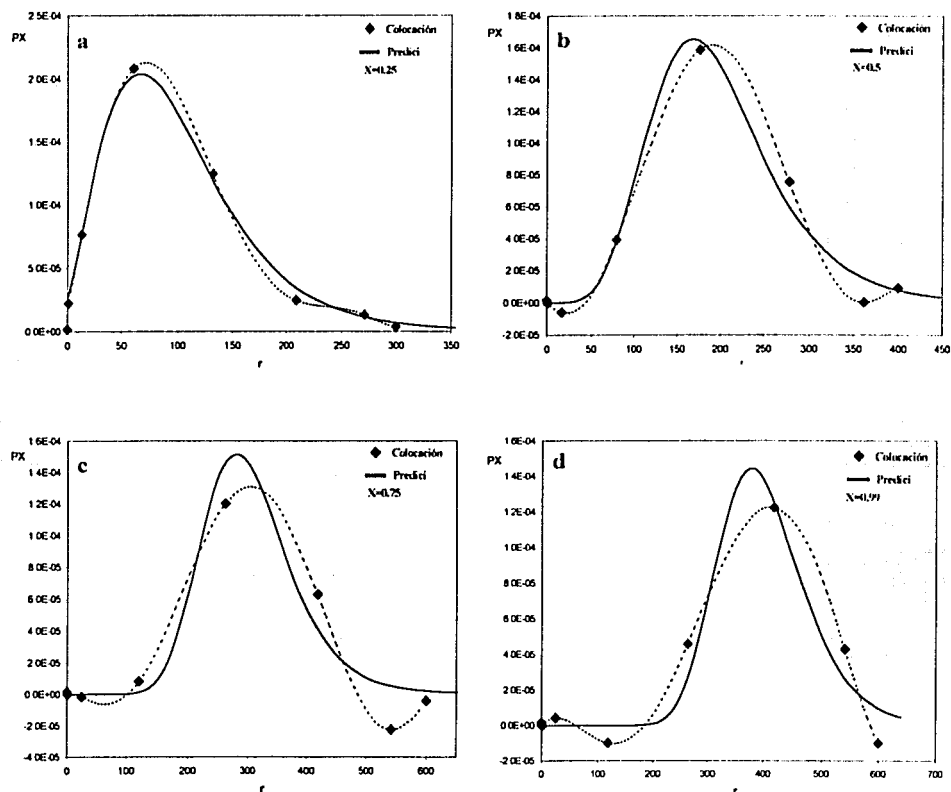 2.5E-04
PX
a
Colocación
Predici
X=0.25
2.0E-04
1.5E-04
1.0E-04
5.0E-05
0.0E+00
0 50 100 150 200 250 300 350
r
1.8E-04
PX
b
Colocación
1.6E-04
Predici
X=0.5
1.4E-04
1.2E-04
1.0E-04
8.0E-05
6.0E-05
4.0E-05
2.0E-05
0.0E+00
-2.0E-05
0 50 100 150 200 250 300 350 400 450
1.6E-04
PX
c
Colocación
1.4E-04
Predici
X=0.75
1.2E-04
1.0E-04
8.0E-05
6.0E-05
4.0E-05
2.0E-05
0.0E+00
-2.0E-05
-4.0E-05
0 100 200 300 400 500 600
r
1.6E-04
PX
d
Colocación
1.4E-04
Predici
X=0.99
1.2E-04
1.0E-04
8.0E-05
6.0E-05
4.0E-05
2.0E-05
0.0E+00
-2.0E-05
0 100 200 300 400 500 600 700
r